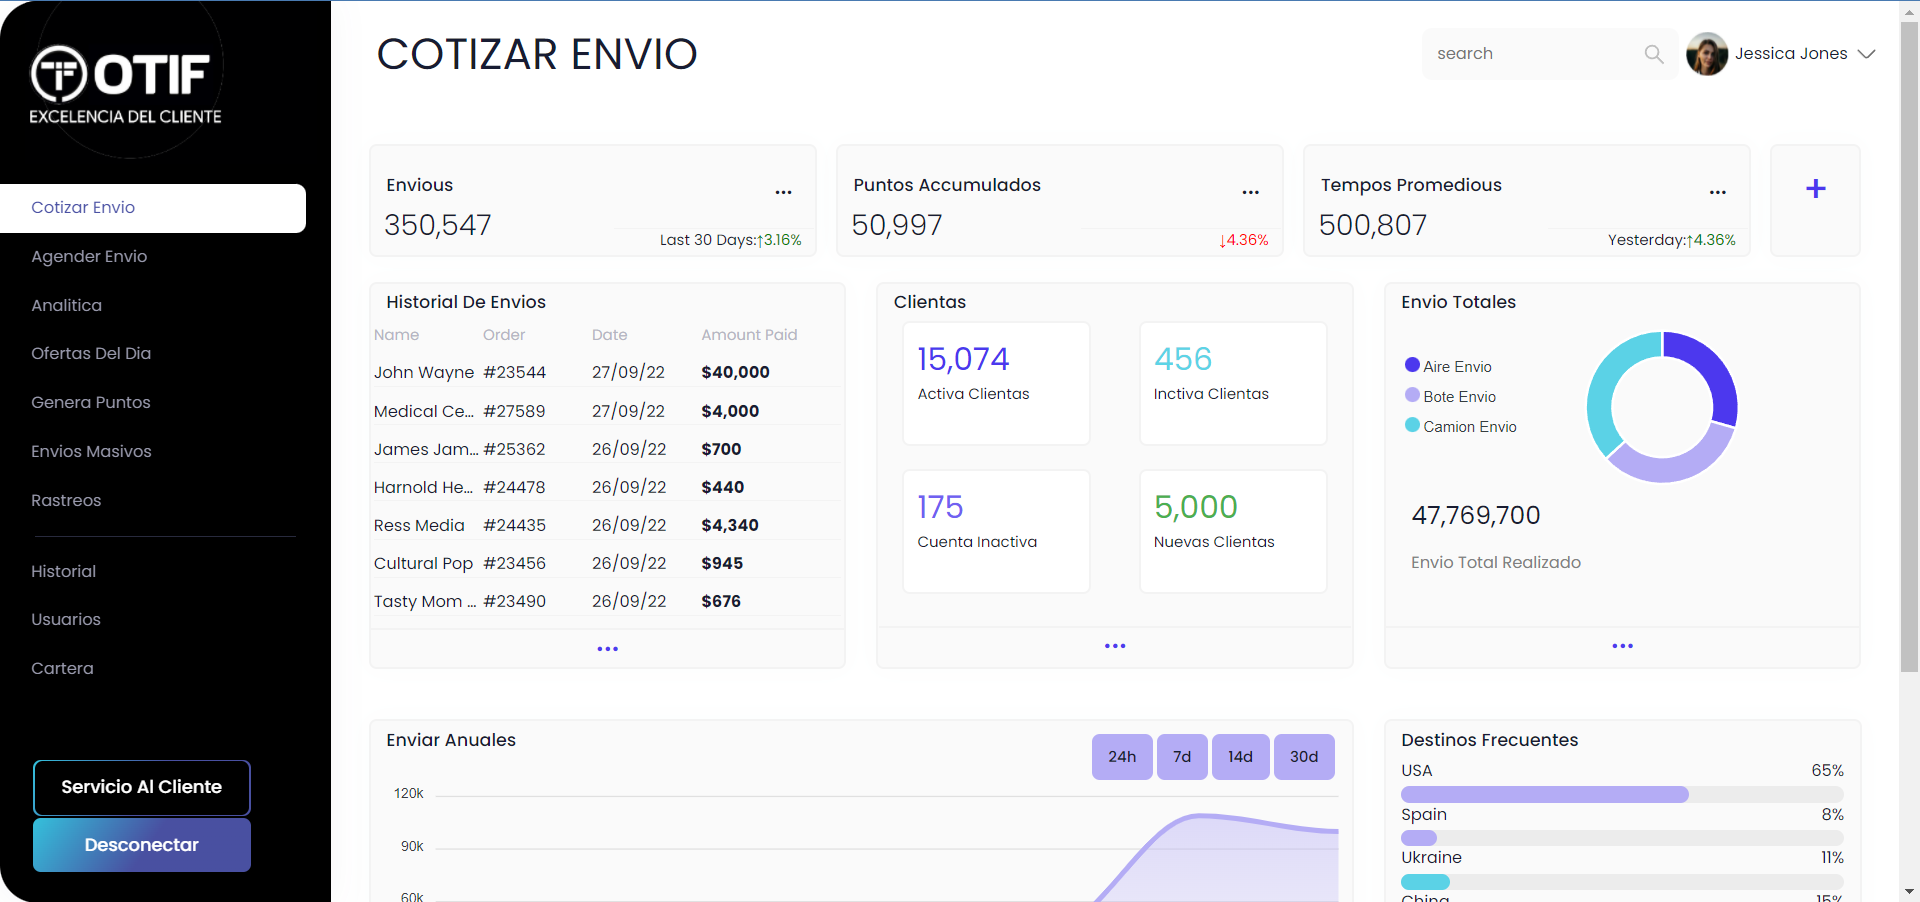 OTIF
EXCELENCIA DEL CLIENTE
Cotizar Envio
Agender Envio
Analitica
Ofertas Del Dia
Genera Puntos
Envios Masivos
Rastreos
Historial
Usuarios
Cartera
Servicio Al Cliente
Desconectar
COTIZAR ENVIO
search
Jessica Jones
Envious
...
350,547
Last 30 Days:↑3.16%
Puntos Accumulados
...
50,997
↓4.36%
Tempos Promedious
...
500,807
Yesterday:↑4.36%
+
Historial De Envios
Name Order Date Amount Paid
John Wayne #23544 27/09/22 $40,000
Medical Ce... #27589 27/09/22 $4,000
James Jam... #25362 26/09/22 $700
Harnold He... #24478 26/09/22 $440
Ress Media #24435 26/09/22 $4,340
Cultural Pop #23456 26/09/22 $945
Tasty Mom ... #23490 26/09/22 $676
...
Clientas
15,074
Activa Clientas
456
Inctiva Clientas
175
Cuenta Inactiva
5,000
Nuevas Clientas
...
Envio Totales
Aire Envio
Bote Envio
Camion Envio
47,769,700
Envio Total Realizado
...
Enviar Anuales
24h 7d 14d 30d
120k
90k
60k
Destinos Frecuentes
USA 65%
Spain 8%
Ukraine 11%
China 15%